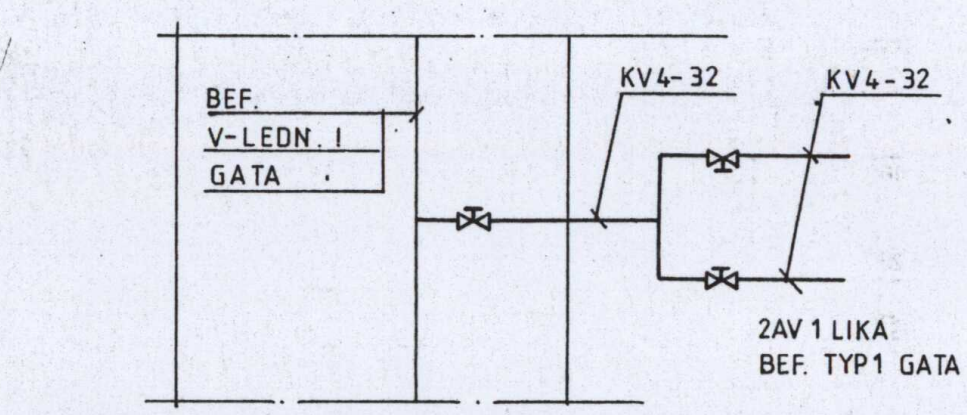 KV4-32
KV4-32
BEF.
V-LEDN. I
GATA
2AV 1 LIKA
BEF. TYP1 GATA